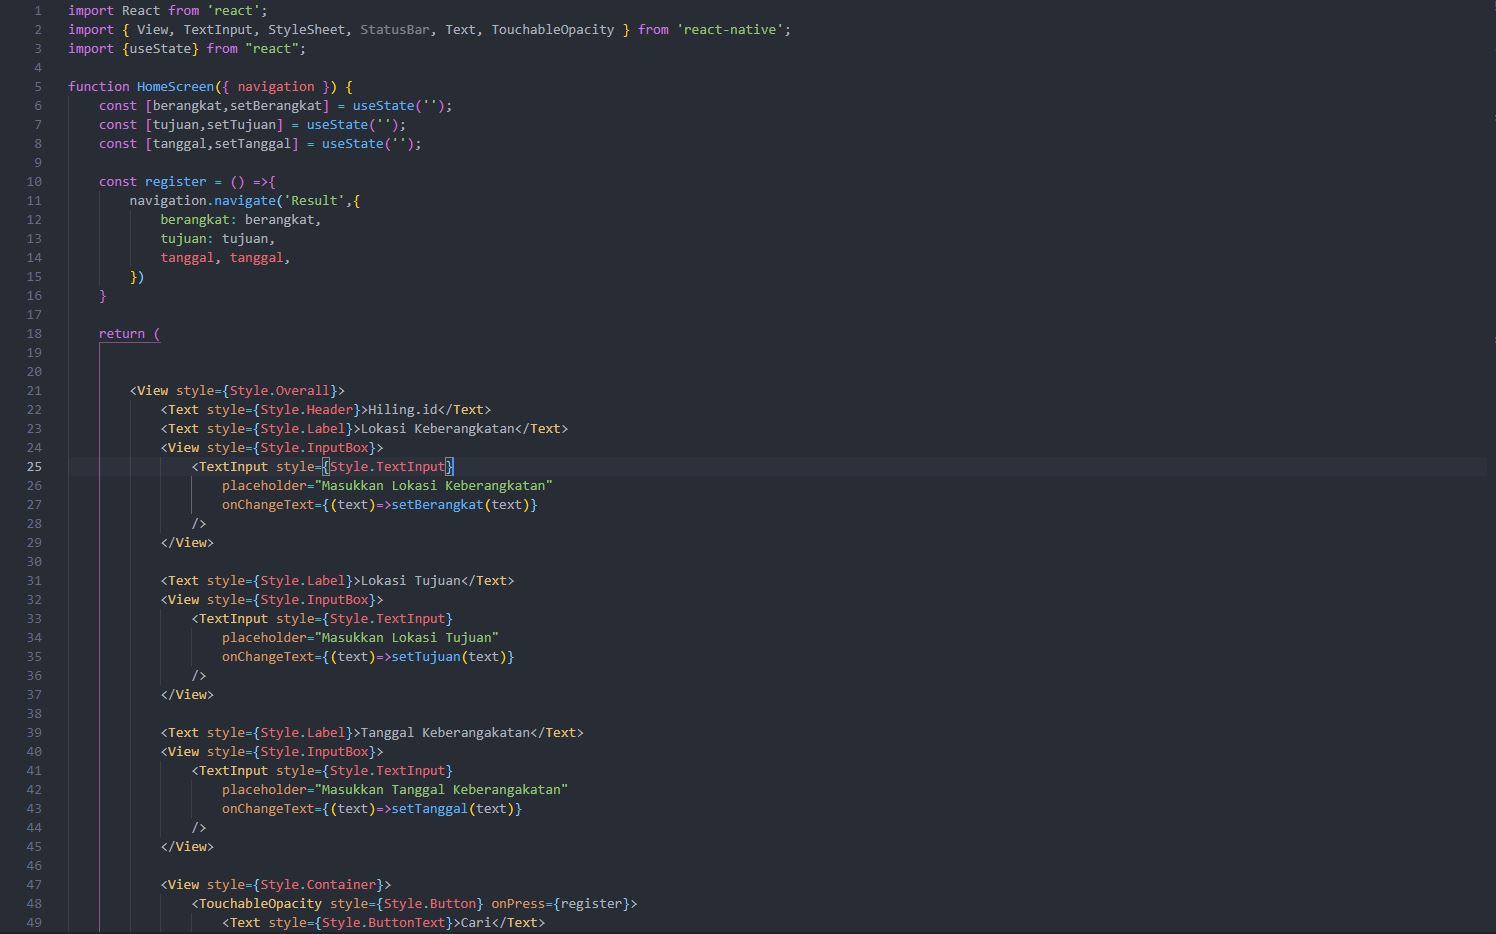 1 import React from 'react';
2 import { View, TextInput, StyleSheet, StatusBar, Text, TouchableOpacity } from 'react-native';
3 import {useState} from "react";
4
5 function HomeScreen({ navigation }) {
6     const [berangkat,setBerangkat] = useState('');
7     const [tujuan,setTujuan] = useState('');
8     const [tanggal,setTanggal] = useState('');
9
10     const register = () =>{
11         navigation.navigate('Result',{
12             berangkat: berangkat,
13             tujuan: tujuan,
14             tanggal, tanggal,
15         })
16     }
17
18     return (
19
20
21         <View style={Style.Overall}>
22             <Text style={Style.Header}>Hiling.id</Text>
23             <Text style={Style.Label}>Lokasi Keberangkatan</Text>
24             <View style={Style.InputBox}>
25                 <TextInput style={Style.TextInput}
26                     placeholder="Masukkan Lokasi Keberangkatan"
27                     onChangeText={(text)=>setBerangkat(text)}
28                 />
29             </View>
30
31             <Text style={Style.Label}>Lokasi Tujuan</Text>
32             <View style={Style.InputBox}>
33                 <TextInput style={Style.TextInput}
34                     placeholder="Masukkan Lokasi Tujuan"
35                     onChangeText={(text)=>setTujuan(text)}
36                 />
37             </View>
38
39             <Text style={Style.Label}>Tanggal Keberangakatan</Text>
40             <View style={Style.InputBox}>
41                 <TextInput style={Style.TextInput}
42                     placeholder="Masukkan Tanggal Keberangakatan"
43                     onChangeText={(text)=>setTanggal(text)}
44                 />
45             </View>
46
47             <View style={Style.Container}>
48                 <TouchableOpacity style={Style.Button} onPress={register}>
49                     <Text style={Style.ButtonText}>Cari</Text>